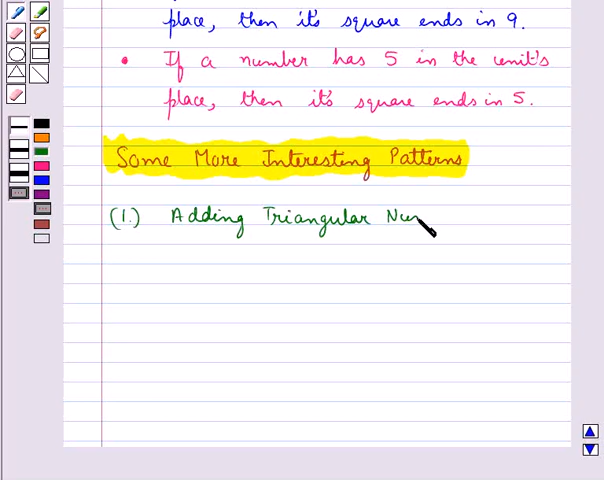 place, then it's square ends in 9.
• If a number has 5 in the unit's
place, then it's square ends in 5.
Some More Interesting Patterns
(1.) Adding Triangular Num